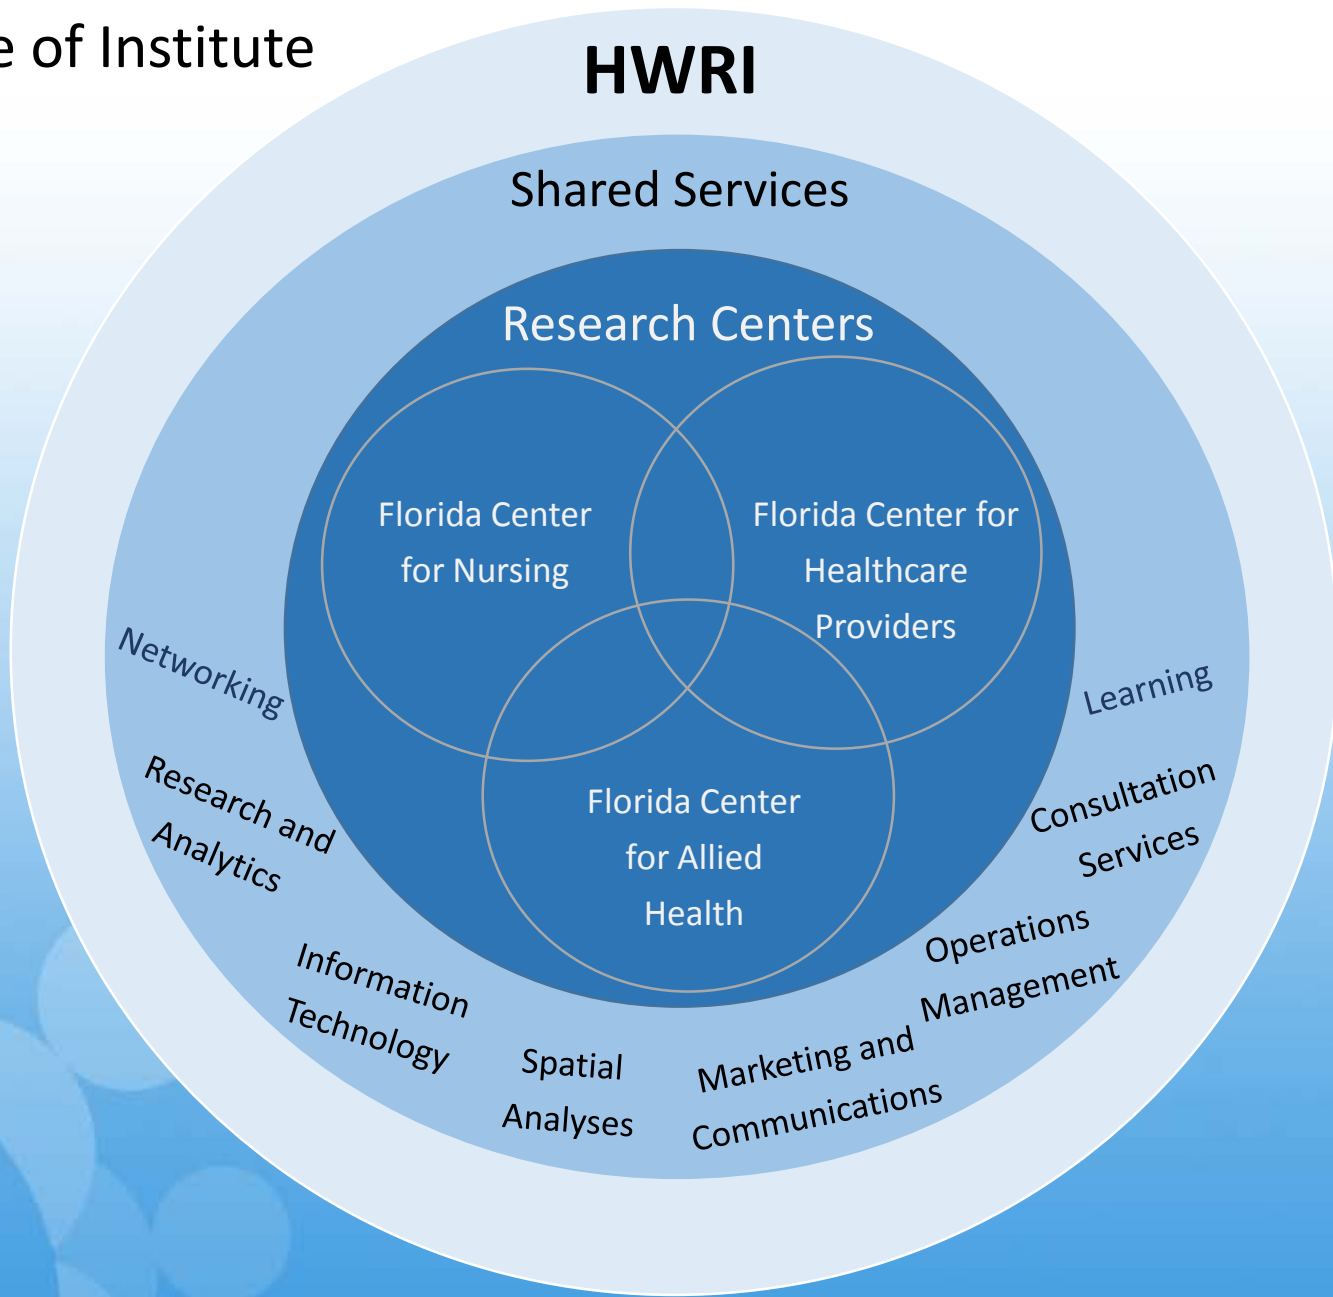 of Institute
HWRI
Shared Services
Research Centers
Florida Center
for Nursing
Florida Center for
Healthcare
Providers
Florida Center
for Allied
Health
Networking
Research and
Analytics
Information
Technology
Spatial
Analyses
Marketing and
Communications
Operations
Management
Consultation
Services
Learning